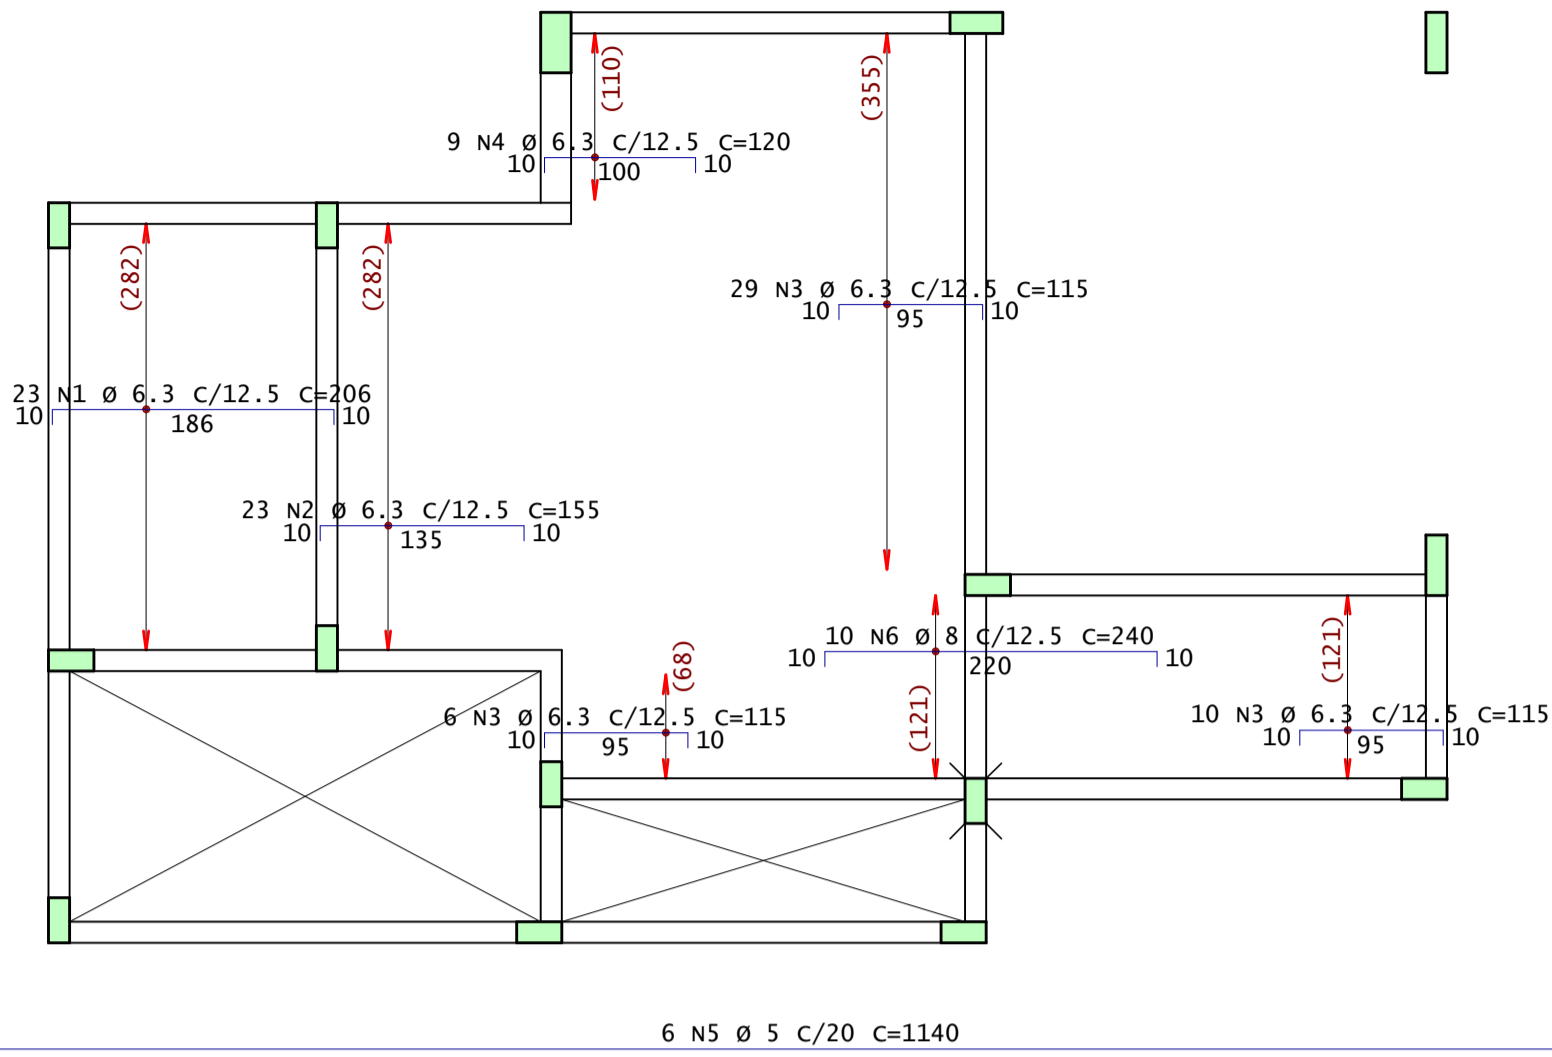 (110)
(355)
9 N4 Ø 6.3 C/12.5 C=120
10 100 10
(282)
(282)
29 N3 Ø 6.3 C/12.5 C=115
10 95 10
23 N1 Ø 6.3 C/12.5 C=206
10 186 10
23 N2 Ø 6.3 C/12.5 C=155
10 135 10
10 N6 Ø 8 C/12.5 C=240
10 220 10
(121)
(68)
(121)
6 N3 Ø 6.3 C/12.5 C=115
10 95 10
10 N3 Ø 6.3 C/12.5 C=115
10 95 10
6 N5 Ø 5 C/20 C=1140